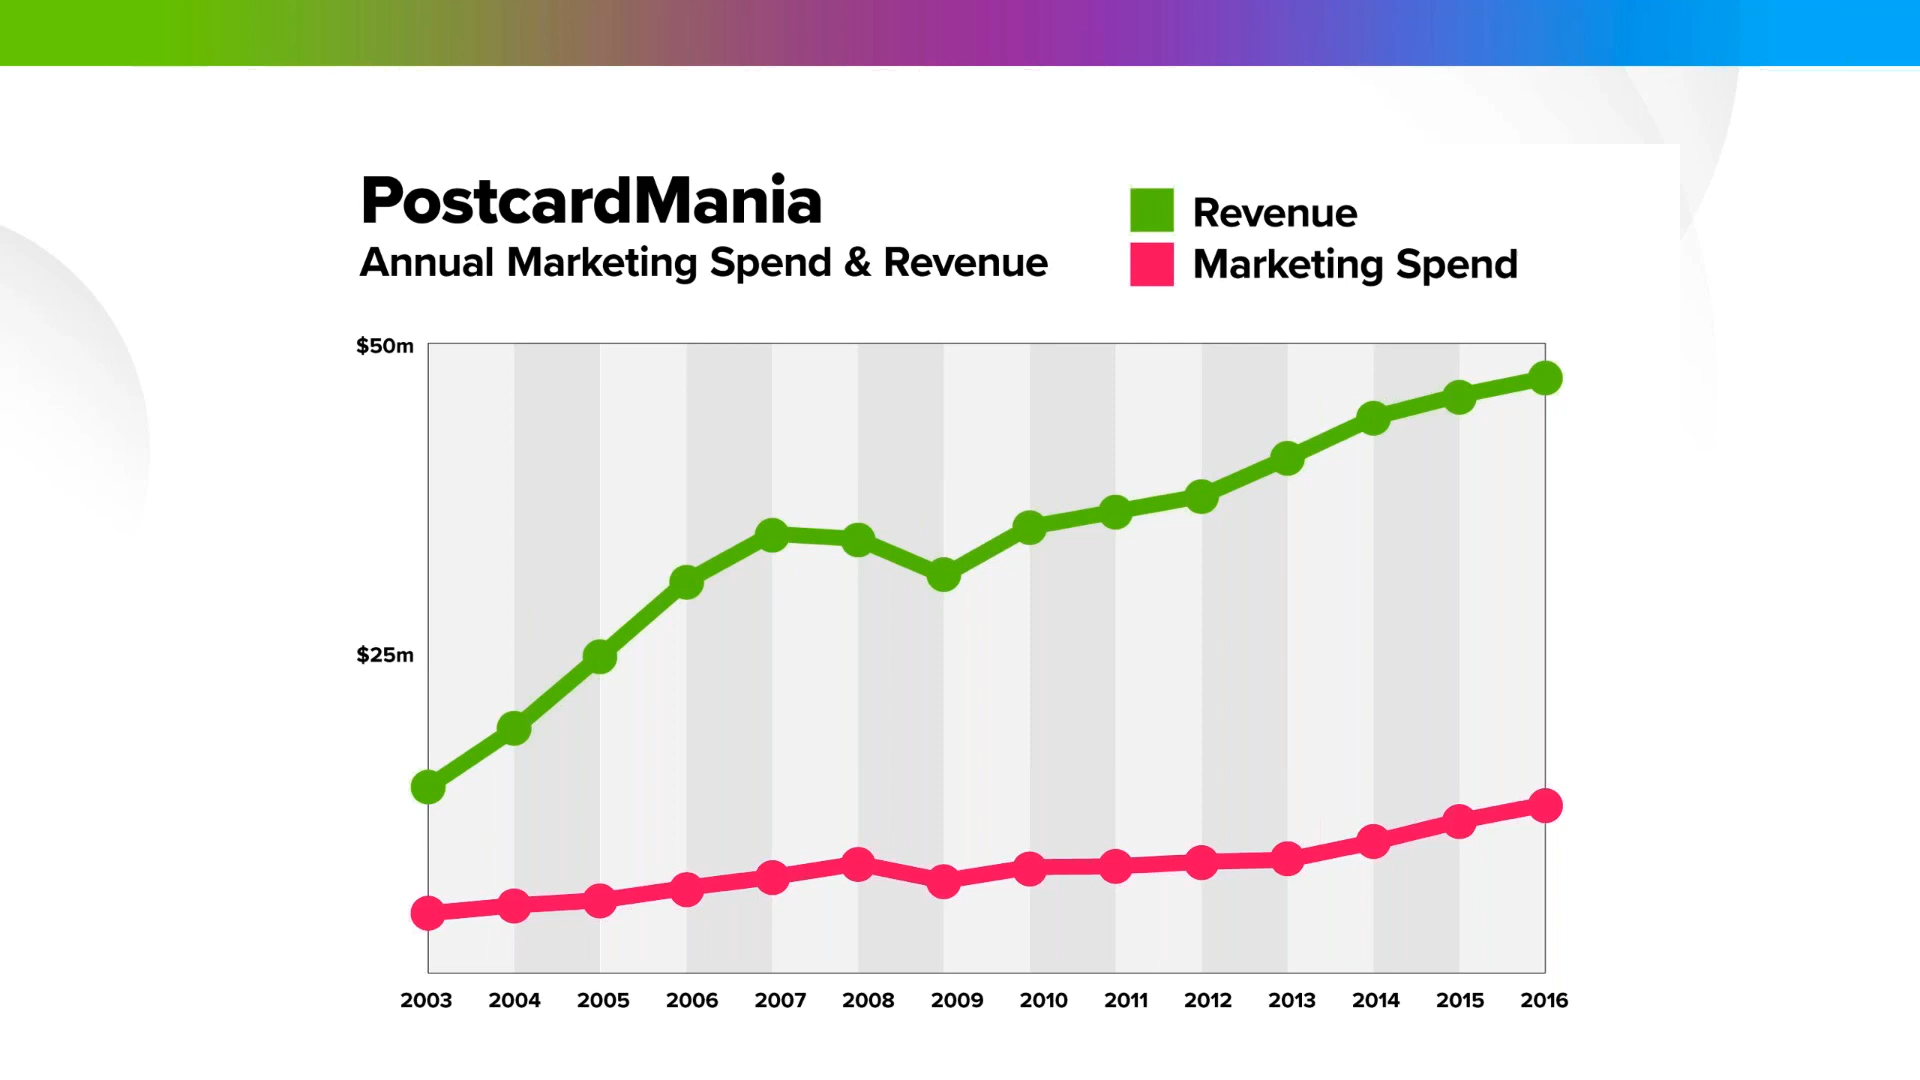 PostcardMania
Annual Marketing Spend & Revenue
Revenue
Marketing Spend
$50m
$25m
2003 2004 2005 2006 2007 2008 2009 2010 2011 2012 2013 2014 2015 2016